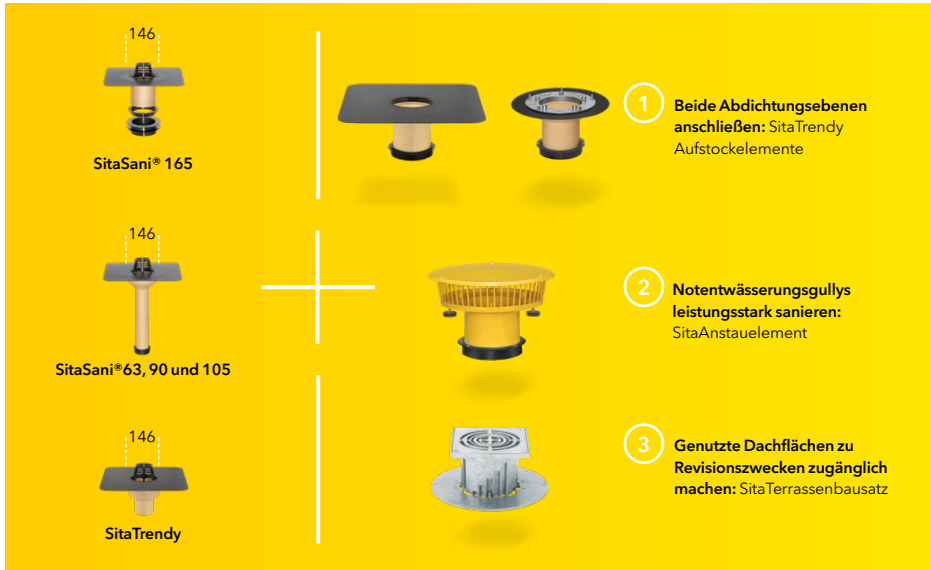 146
SitaSani® 165
146
SitaSani®63, 90 und 105
146
SitaTrendy
1
Beide Abdichtungsebenen
anschließen: SitaTrendy
Aufstockelemente
2
Notentwässerungsgullys
leistungsstark sanieren:
SitaAnstauelement
3
Genutzte Dachflächen zu
Revisionszwecken zugänglich
machen: SitaTerrassenbausatz